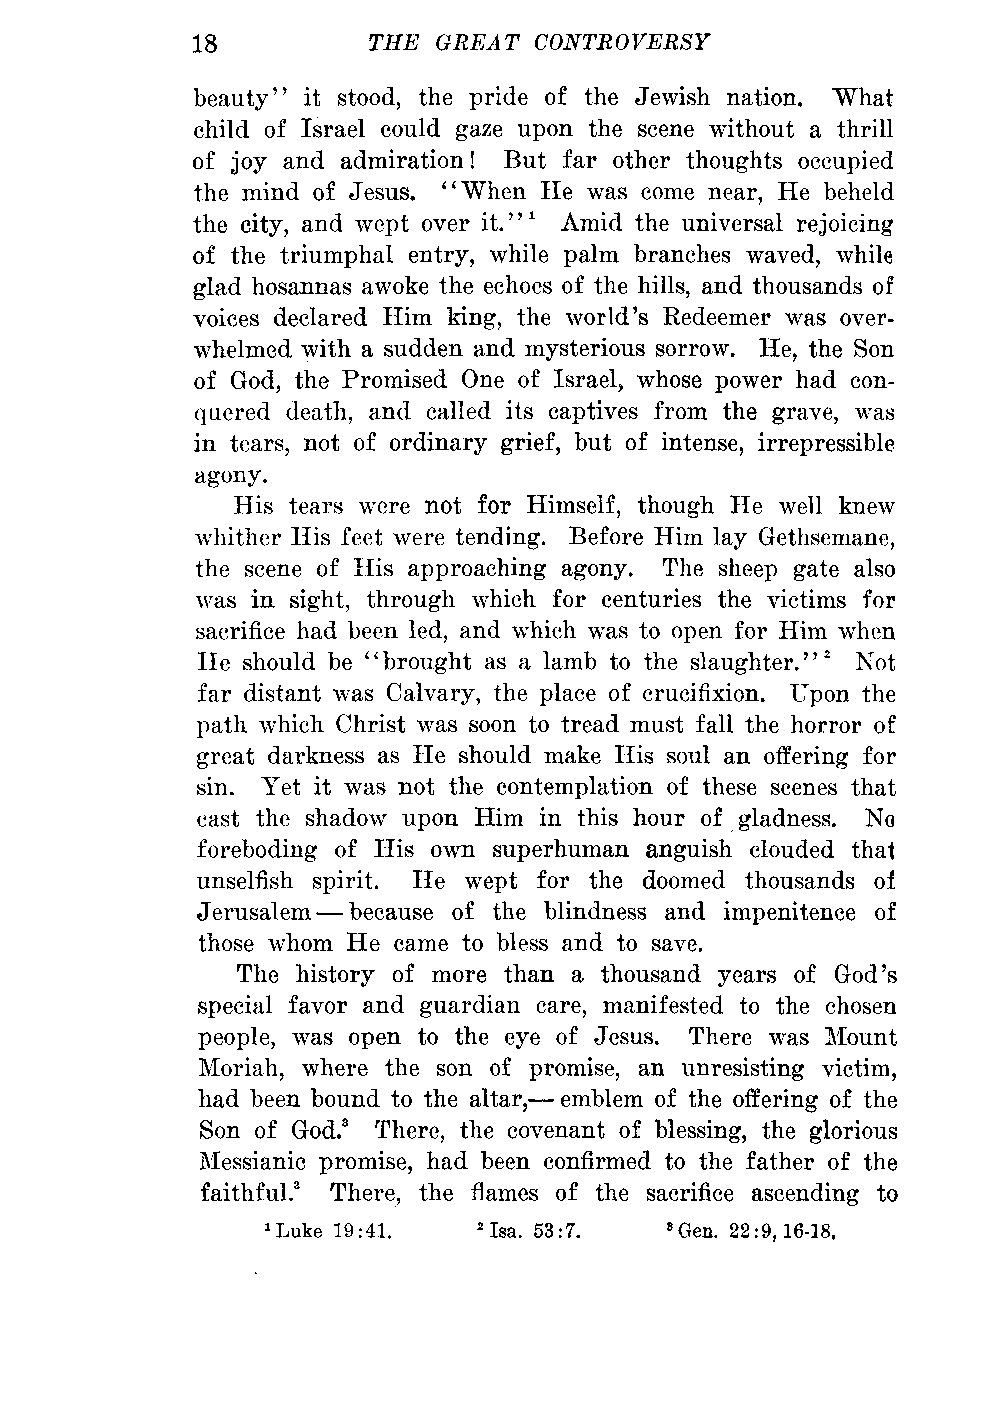 18 THE GREAT CONTROVERSY
beauty'' it stood, the pride of the Jewish nation. What
child of Israel could gaze upon the scene without a thrill
of joy and admiration! But far other thoughts occupied
the mind of Jesus. ''When He was come near, He beheld
the city, and wept over it.''¹ Amid the universal rejoicing
of the triumphal entry, while palm branches waved, while
glad hosannas awoke the echoes of the hills, and thousands of
voices declared Him king, the world's Redeemer was over-
whelmed with a sudden and mysterious sorrow. He, the Son
of God, the Promised One of Israel, whose power had con-
quered death, and called its captives from the grave, was
in tears, not of ordinary grief, but of intense, irrepressible
agony.
His tears were not for Himself, though He well knew
whither His feet were tending. Before Him lay Gethsemane,
the scene of His approaching agony. The sheep gate also
was in sight, through which for centuries the victims for
sacrifice had been led, and which was to open for Him when
He should be ''brought as a lamb to the slaughter.''² Not
far distant was Calvary, the place of crucifixion. Upon the
path which Christ was soon to tread must fall the horror of
great darkness as He should make His soul an offering for
sin. Yet it was not the contemplation of these scenes that
cast the shadow upon Him in this hour of gladness. No
foreboding of His own superhuman anguish clouded that
unselfish spirit. He wept for the doomed thousands of
Jerusalem — because of the blindness and impenitence of
those whom He came to bless and to save.
The history of more than a thousand years of God's
special favor and guardian care, manifested to the chosen
people, was open to the eye of Jesus. There was Mount
Moriah, where the son of promise, an unresisting victim,
had been bound to the altar,— emblem of the offering of the
Son of God.³ There, the covenant of blessing, the glorious
Messianic promise, had been confirmed to the father of the
faithful.³ There, the flames of the sacrifice ascending to
¹ Luke 19:41. ² Isa. 53:7. ³ Gen. 22:9, 16-18.